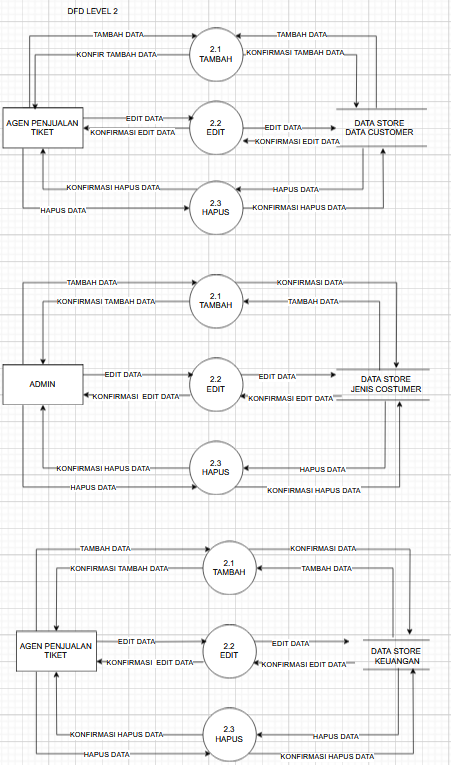 DFD LEVEL 2
TAMBAH DATA
2.1
TAMBAH
TAMBAH DATA
KONFIR TAMBAH DATA
KONFIRMASI TAMBAH DATA
AGEN PENJUALAN
TIKET
EDIT DATA
KONFIRMASI EDIT DATA
2.2
EDIT
EDIT DATA
KONFIRMASI EDIT DATA
DATA STORE
DATA CUSTOMER
KONFIRMASI HAPUS DATA
HAPUS DATA
2.3
HAPUS
HAPUS DATA
KONFIRMASI HAPUS DATA
TAMBAH DATA
KONFIRMASI TAMBAH DATA
2.1
TAMBAH
KONFIRMASI DATA
TAMBAH DATA
ADMIN
EDIT DATA
KONFIRMASI EDIT DATA
2.2
EDIT
EDIT DATA
KONFIRMASI EDIT DATA
DATA STORE
JENIS COSTUMER
KONFIRMASI HAPUS DATA
HAPUS DATA
2.3
HAPUS
HAPUS DATA
KONFIRMASI HAPUS DATA
TAMBAH DATA
KONFIRMASI TAMBAH DATA
2.1
TAMBAH
KONFIRMASI DATA
TAMBAH DATA
AGEN PENJUALAN
TIKET
EDIT DATA
KONFIRMASI EDIT DATA
2.2
EDIT
EDIT DATA
KONFIRMASI EDIT DATA
DATA STORE
KEUANGAN
KONFIRMASI HAPUS DATA
HAPUS DATA
2.3
HAPUS
HAPUS DATA
KONFIRMASI HAPUS DATA